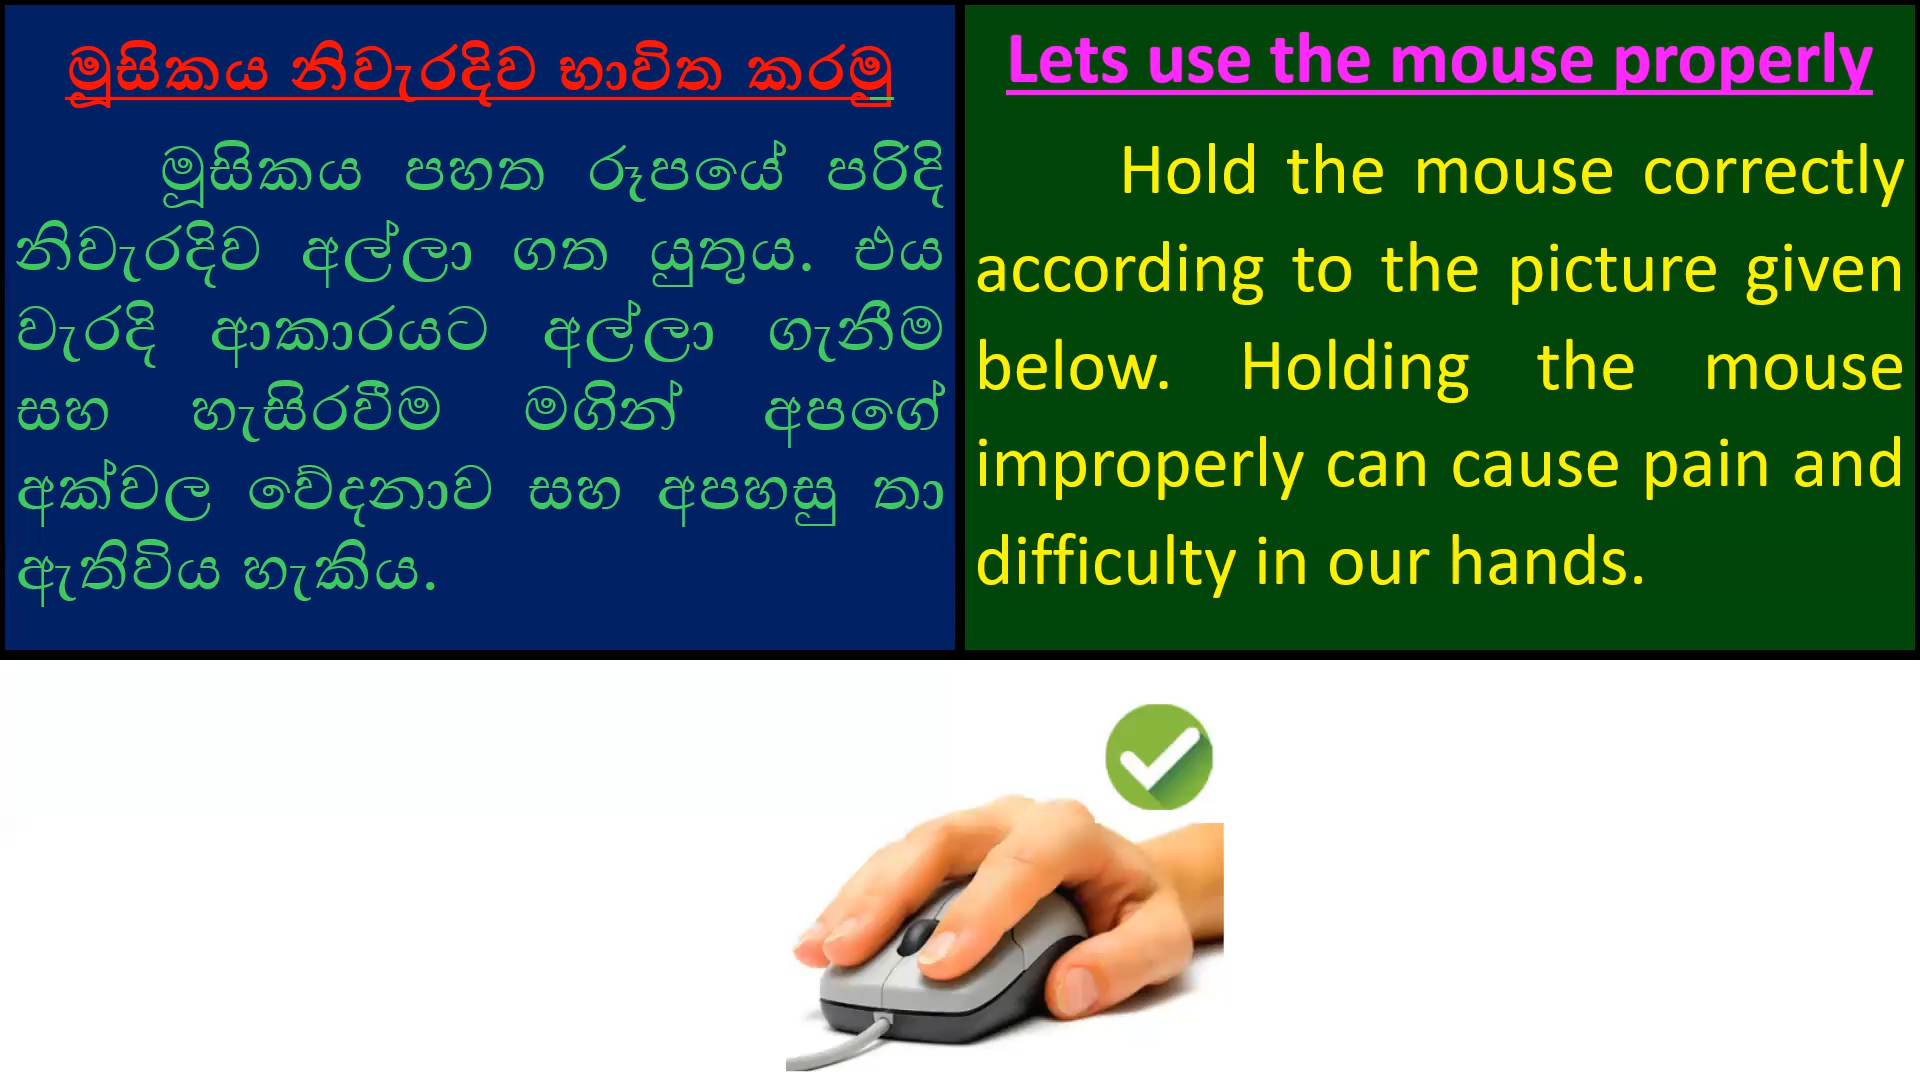 මූසිකය නිවැරදිව භාවිත කරමු
මූසිකය පහත රූපයේ පරිදි
නිවැරදිව අල්ලා ගත යුතුය. එය
වැරදි ආකාරයට අල්ලා ගැනීම
සහ හැසිරවීම මගින් අපගේ
අක්වල වේදනාව සහ අපහසු තා
ඇතිවිය හැකිය.
Lets use the mouse properly
Hold the mouse correctly
according to the picture given
below. Holding the mouse
improperly can cause pain and
difficulty in our hands.